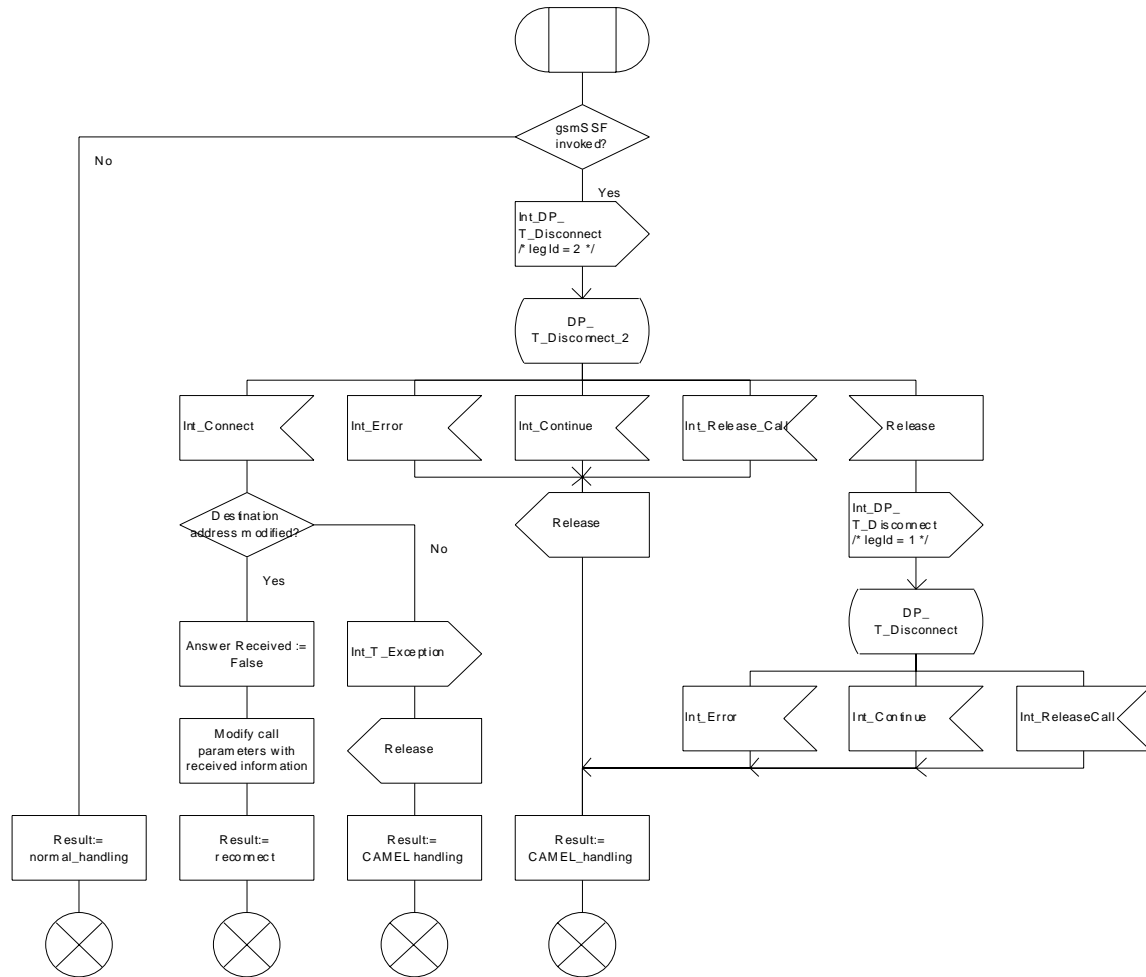 gsmSSF
invoked?
No
Yes
Int_DP_
T_Disconnect
/* legId = 2 */
DP_
T_Disconnect_2
Int_Connect
Int_Error
Int_Continue
Int_Release_Call
Release
Destination
address modified?
No
Yes
Release
Int_DP_
T_Disconnect
/* legId = 1 */
DP_
T_Disconnect
Answer Received :=
False
Int_T_Exception
Int_Error
Int_Continue
Int_ReleaseCall
Modify call
parameters with
received information
Release
Result:=
normal_handling
Result:=
reconnect
Result:=
CAMEL handling
Result:=
CAMEL_handling